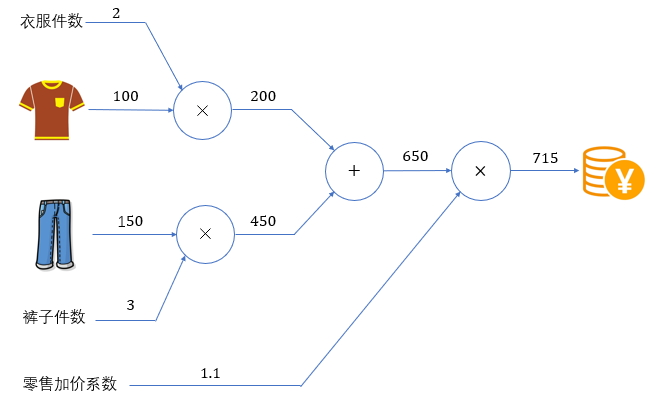 衣服件数 2
100 × 200
+ 650 × 715 ¥
150 × 450
裤子件数 3
零售加价系数 1.1